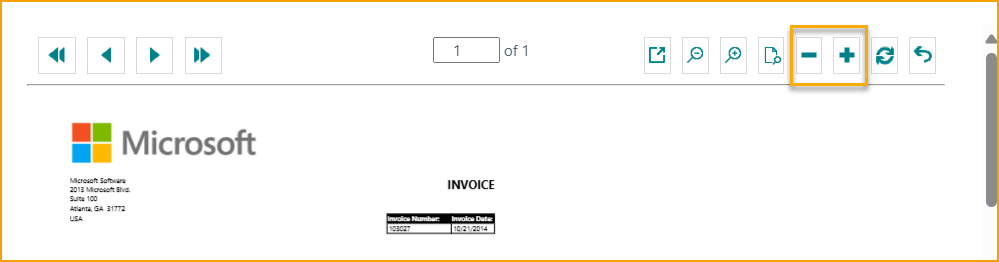 1 of 1
Microsoft
Microsoft Software
2013 Microsoft Blvd.
Suite 100
Atlanta, GA 31772
USA
INVOICE
Invoice Number: Invoice Date:
103027 10/21/2014